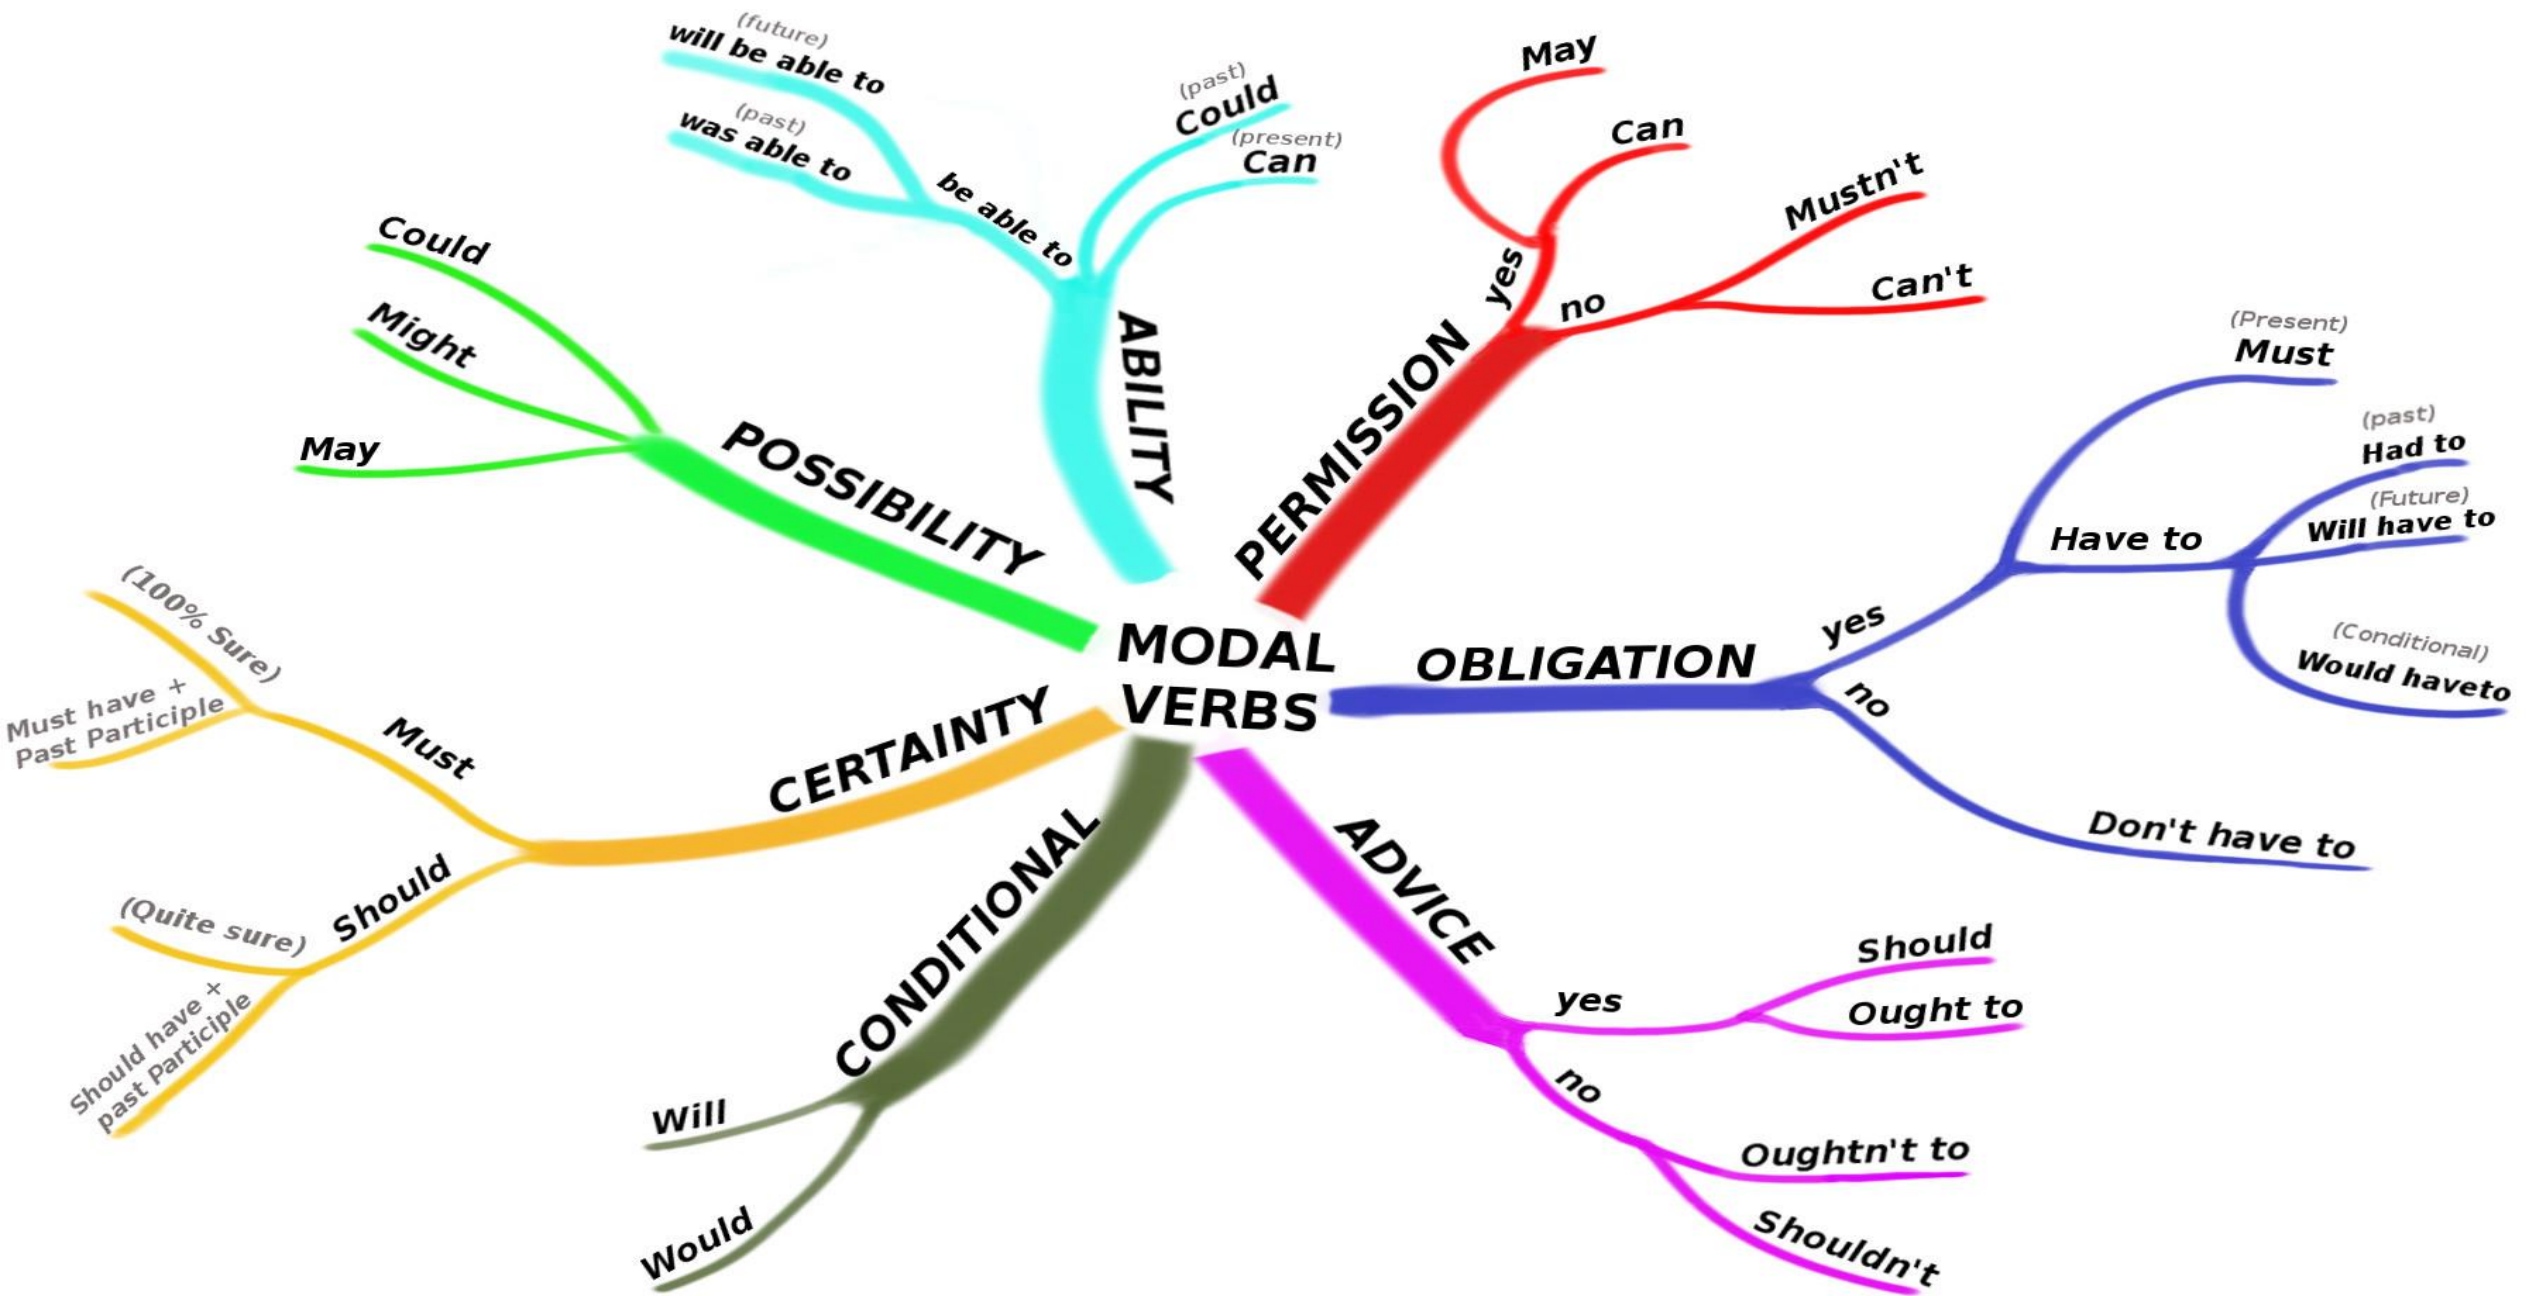 MODAL
VERBS
ABILITY
(future)
will be able to
(past)
was able to
be able to
(past)
Could
(present)
Can
PERMISSION
yes
May
Can
no
Mustn't
Can't
OBLIGATION
yes
(Present)
Must
Have to
(past)
Had to
(Future)
Will have to
(Conditional)
Would haveto
no
Don't have to
ADVICE
yes
Should
Ought to
no
Oughtn't to
Shouldn't
CONDITIONAL
Will
Would
CERTAINTY
Must
(100% Sure)
Must have +
Past Participle
Should
(Quite sure)
Should have +
past Participle
POSSIBILITY
Could
Might
May